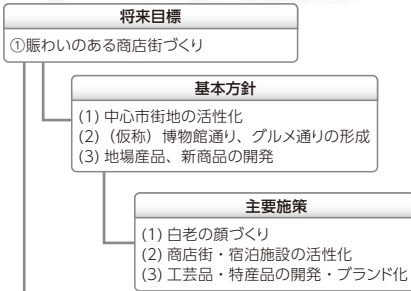 将来目標
①賑わいのある商店街づくり
基本方針
(1) 中心市街地の活性化
(2)（仮称）博物館通り、グルメ通りの形成
(3) 地場産品、新商品の開発
主要施策
(1) 白老の顔づくり
(2) 商店街・宿泊施設の活性化
(3) 工芸品・特産品の開発・ブランド化